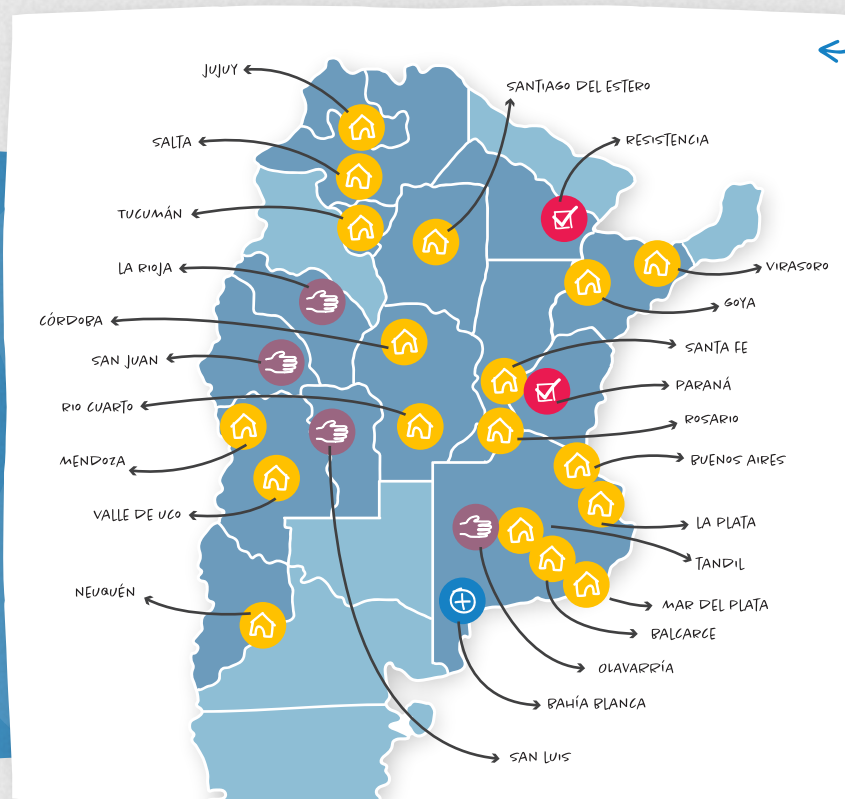 JUJUY
SANTIAGO DEL ESTERO
SALTA
RESISTENCIA
TUCUMÁN
LA RIOJA
VIRASORO
GOYA
CÓRDOBA
SANTA FE
SAN JUAN
PARANÁ
RIO CUARTO
ROSARIO
MENDOZA
BUENOS AIRES
VALLE DE UCO
LA PLATA
TANDIL
NEUQUÉN
MAR DEL PLATA
BALCARCE
OLAVARRÍA
BAHÍA BLANCA
SAN LUIS